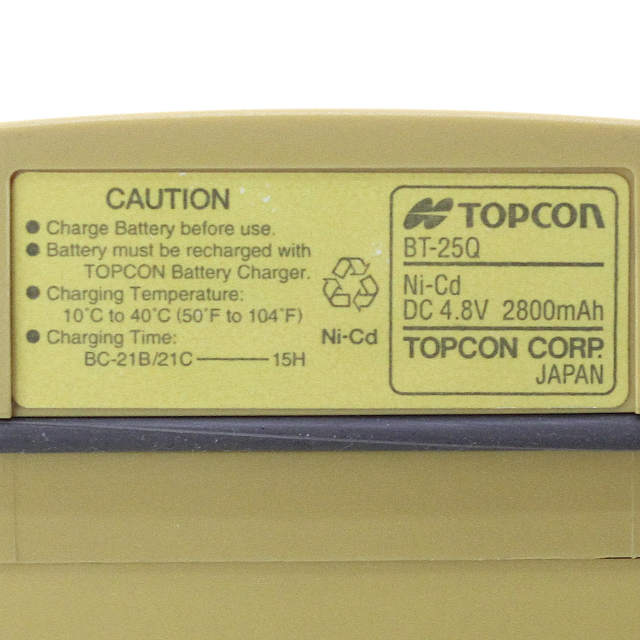 CAUTION
● Charge Battery before use.
● Battery must be recharged with
TOPCON Battery Charger.
● Charging Temperature:
10°C to 40°C (50°F to 104°F)
● Charging Time:
BC-21B/21C——15H
Ni-Cd
TOPCON
BT-25Q
Ni-Cd
DC 4.8V 2800mAh
TOPCON CORP.
JAPAN